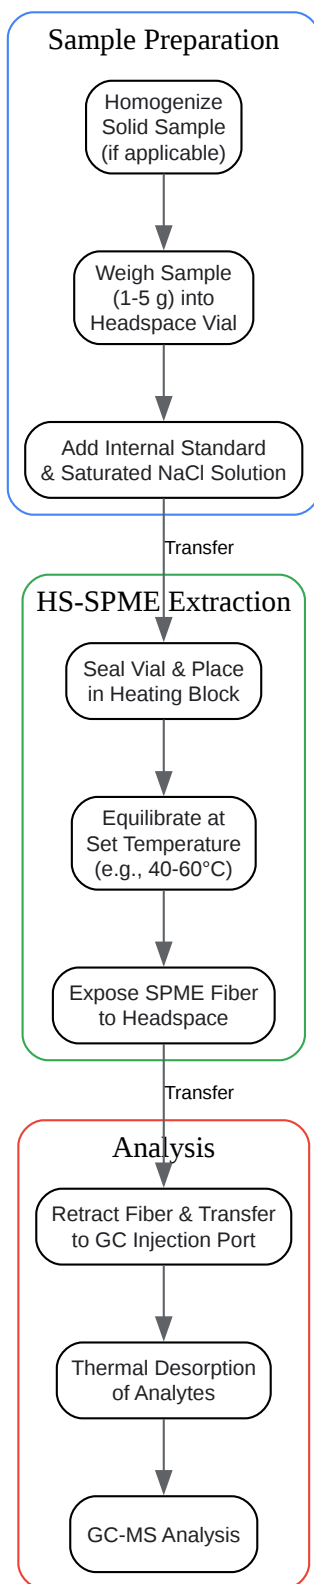 Sample Preparation
Homogenize
Solid Sample
(if applicable)
Weigh Sample
(1-5 g) into
Headspace Vial
Add Internal Standard
& Saturated NaCl Solution
Transfer
HS-SPME Extraction
Seal Vial & Place
in Heating Block
Equilibrate at
Set Temperature
(e.g., 40-60°C)
Expose SPME Fiber
to Headspace
Transfer
Analysis
Retract Fiber & Transfer
to GC Injection Port
Thermal Desorption
of Analytes
GC-MS Analysis